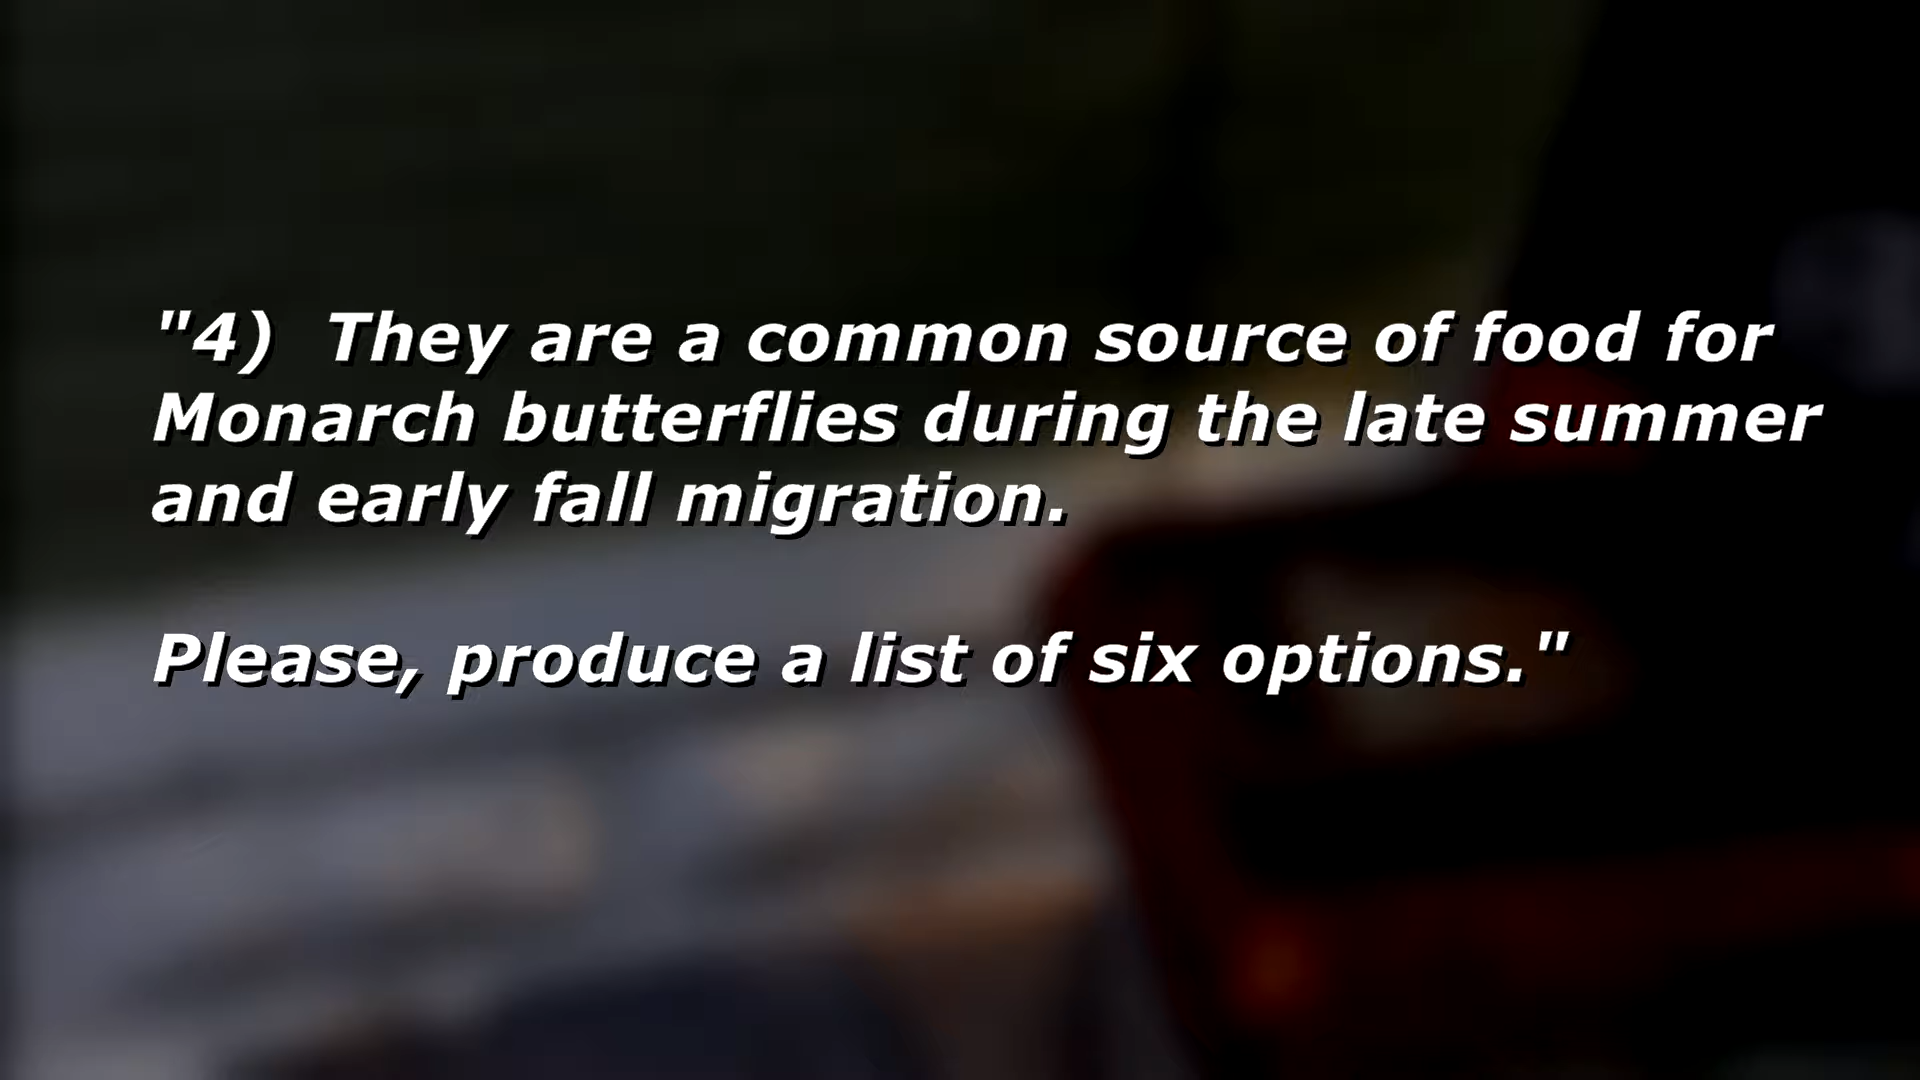 "4)  They are a common source of food for
Monarch butterflies during the late summer
and early fall migration.
Please, produce a list of six options."